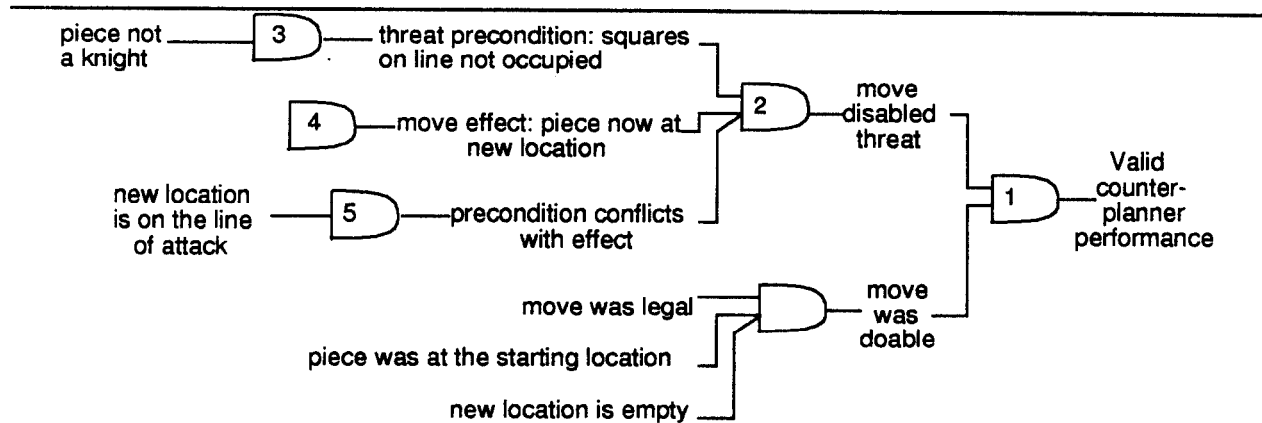 piece not
a knight
3
threat precondition: squares
on line not occupied
4
move effect: piece now at
new location
2
move
disabled
threat
new location
is on the line
of attack
5
precondition conflicts
with effect
1
Valid
counter-
planner
performance
move was legal
piece was at the starting location
new location is empty
move
was
doable